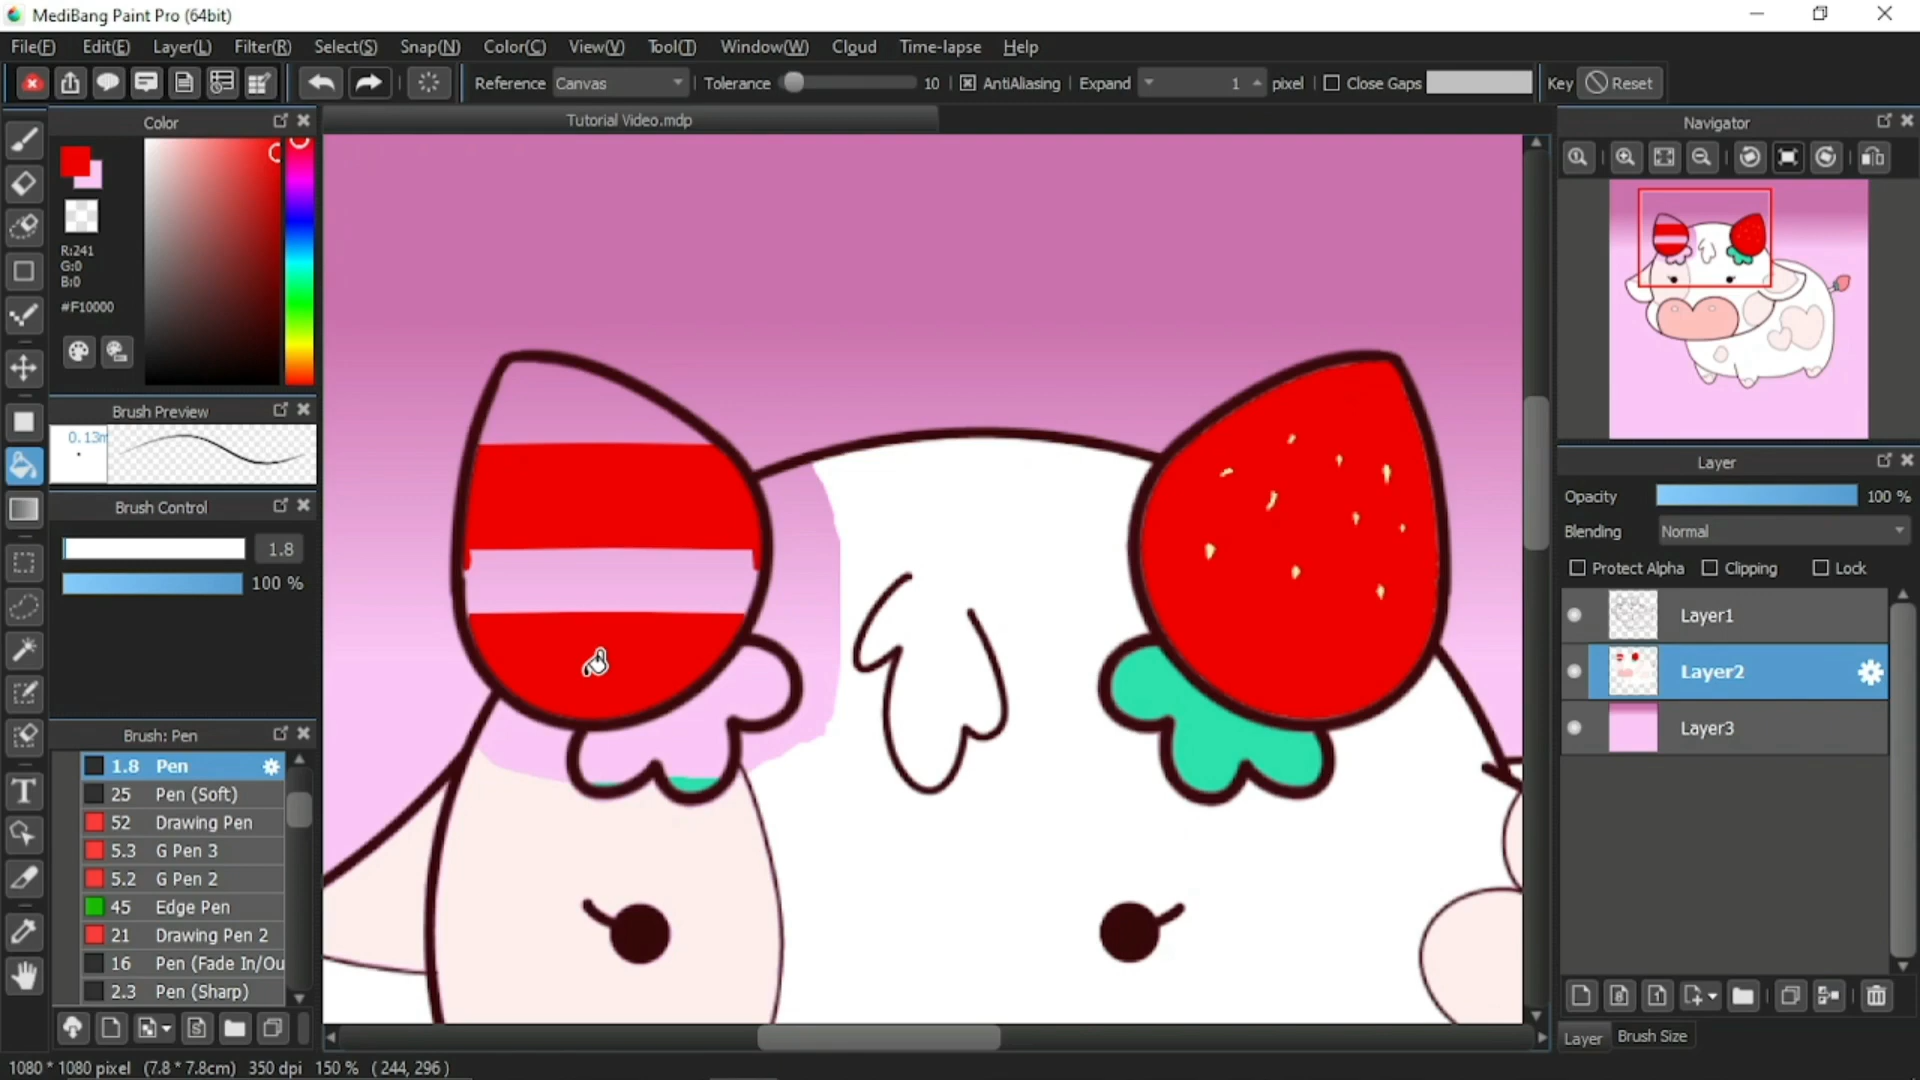 MediBang Paint Pro (64bit)
File(F) Edit(E) Layer(L) Filter(R) Select(S) Snap(N) Color(C) View(V) Tool(T) Window(W) Cloud Time-lapse Help
Reference Canvas Tolerance 10 AntiAliasing Expand 1 pixel Close Gaps Key Reset
Color
Tutorial Video.mdp
Navigator
R:241
G:0
B:0
#F10000
Brush Preview
0.13m
Brush Control
1.8
100 %
Brush: Pen
1.8 Pen
25 Pen (Soft)
52 Drawing Pen
5.3 G Pen 3
5.2 G Pen 2
45 Edge Pen
21 Drawing Pen 2
16 Pen (Fade In/Ou
2.3 Pen (Sharp)
Layer
Opacity 100 %
Blending Normal
Protect Alpha Clipping Lock
Layer1
Layer2
Layer3
8 1
Layer Brush Size
1080 * 1080 pixel (7.8 * 7.8cm) 350 dpi 150 % ( 244, 296 )